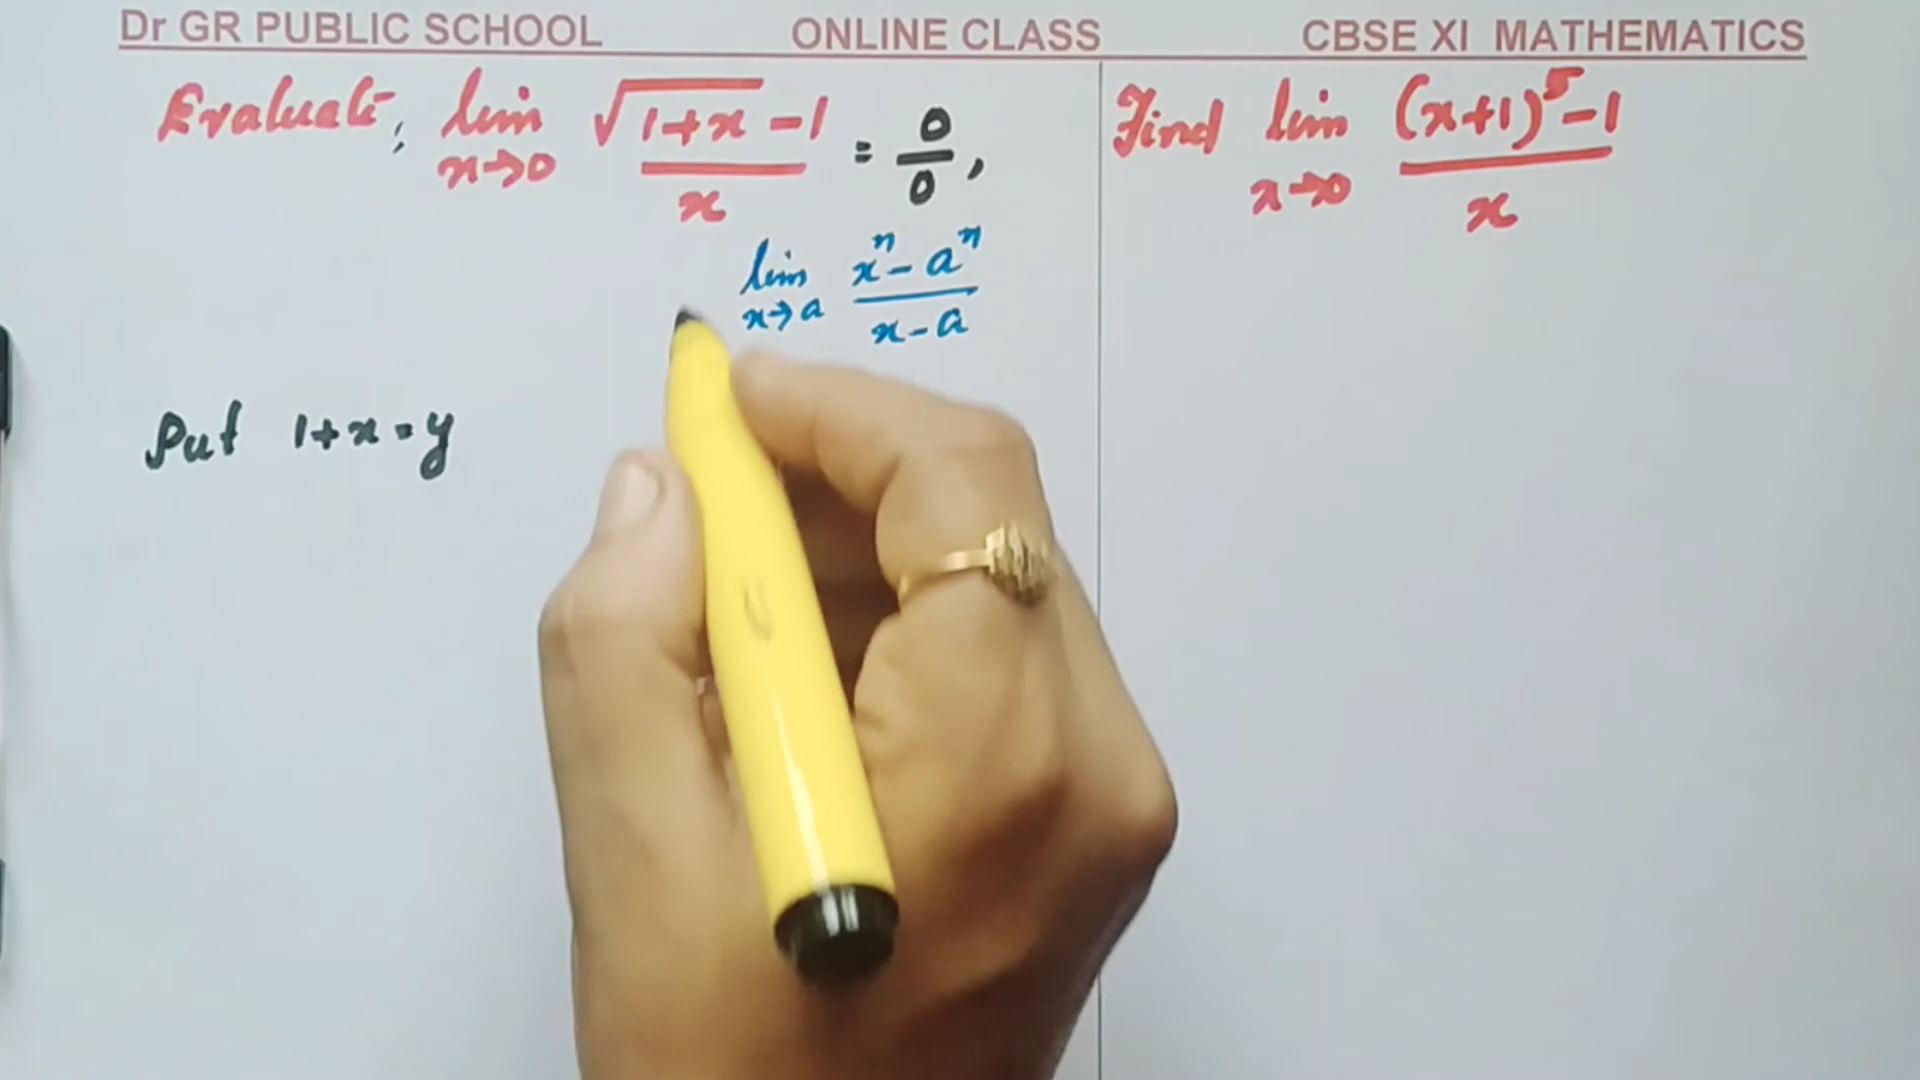 Dr GR PUBLIC SCHOOL ONLINE CLASS CBSE XI MATHEMATICS
Evaluate, lim x→0 (√(1+x) - 1)/x = 0/0,
lim x→a (xⁿ - aⁿ)/(x - a)
Put 1+x = y
Find lim x→0 ((x+1)⁵ - 1)/x